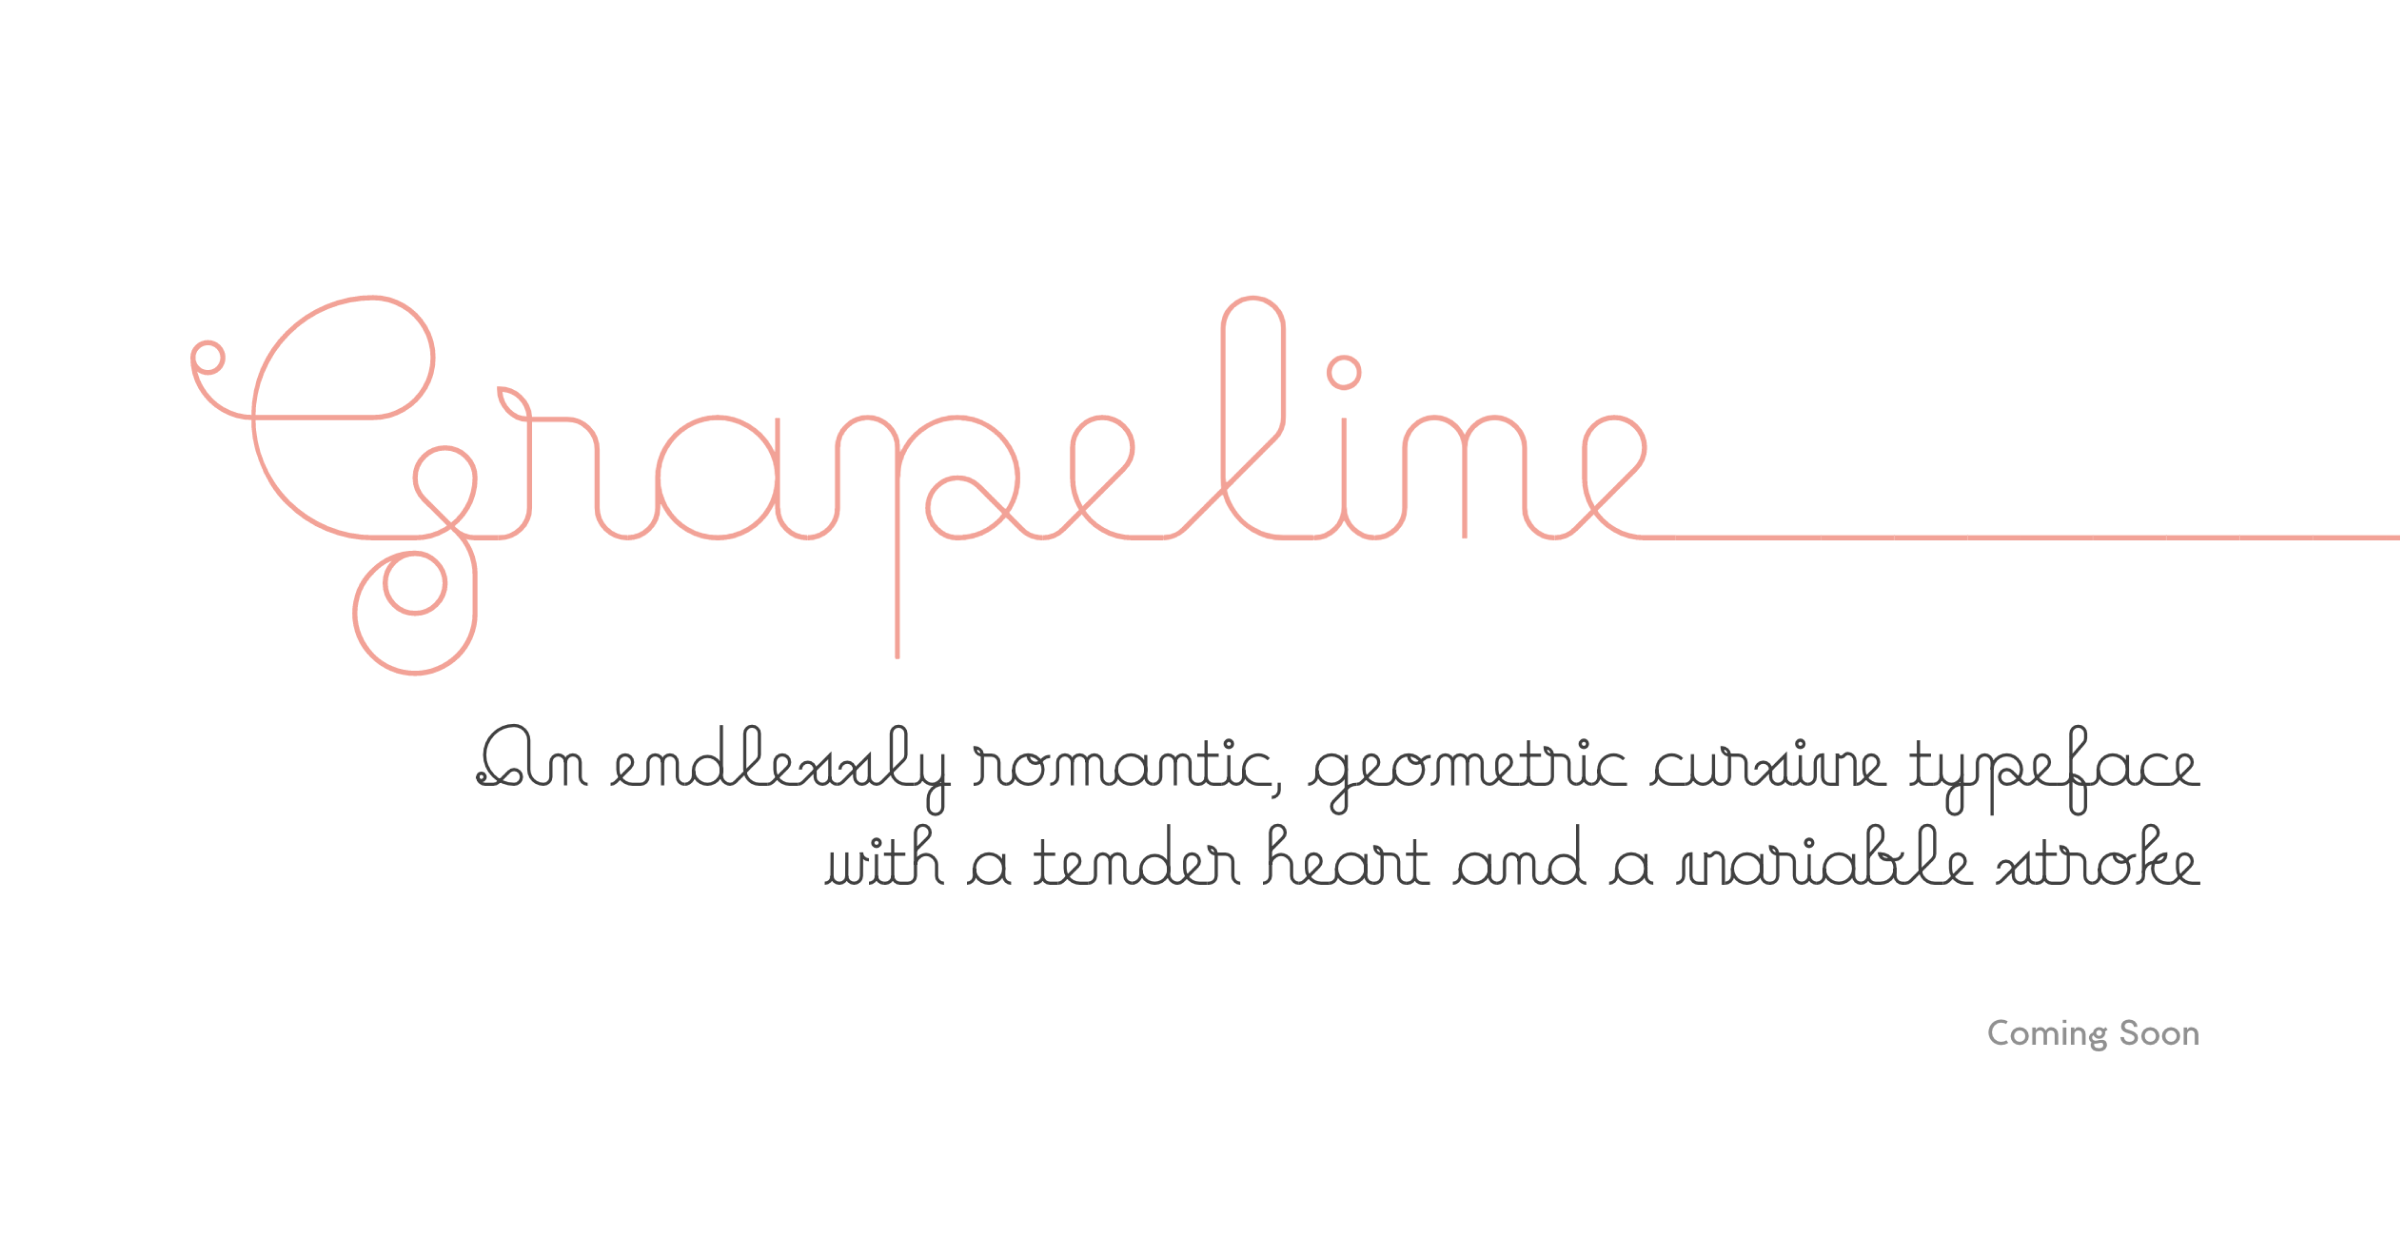 Grapeline
An endlessly romantic, geometric cursive typeface
with a tender heart and a variable stroke
Coming Soon